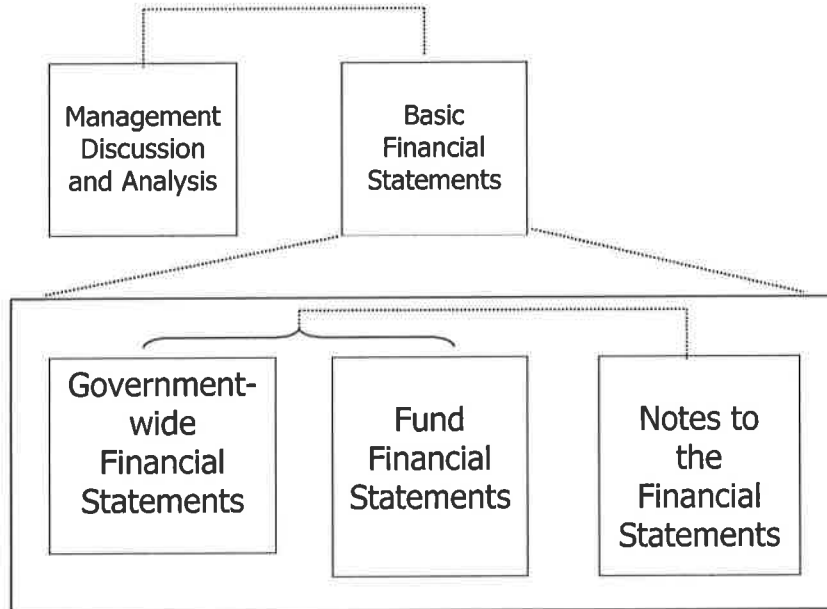 Management
Discussion
and Analysis
Basic
Financial
Statements
Government-
wide
Financial
Statements
Fund
Financial
Statements
Notes to
the
Financial
Statements